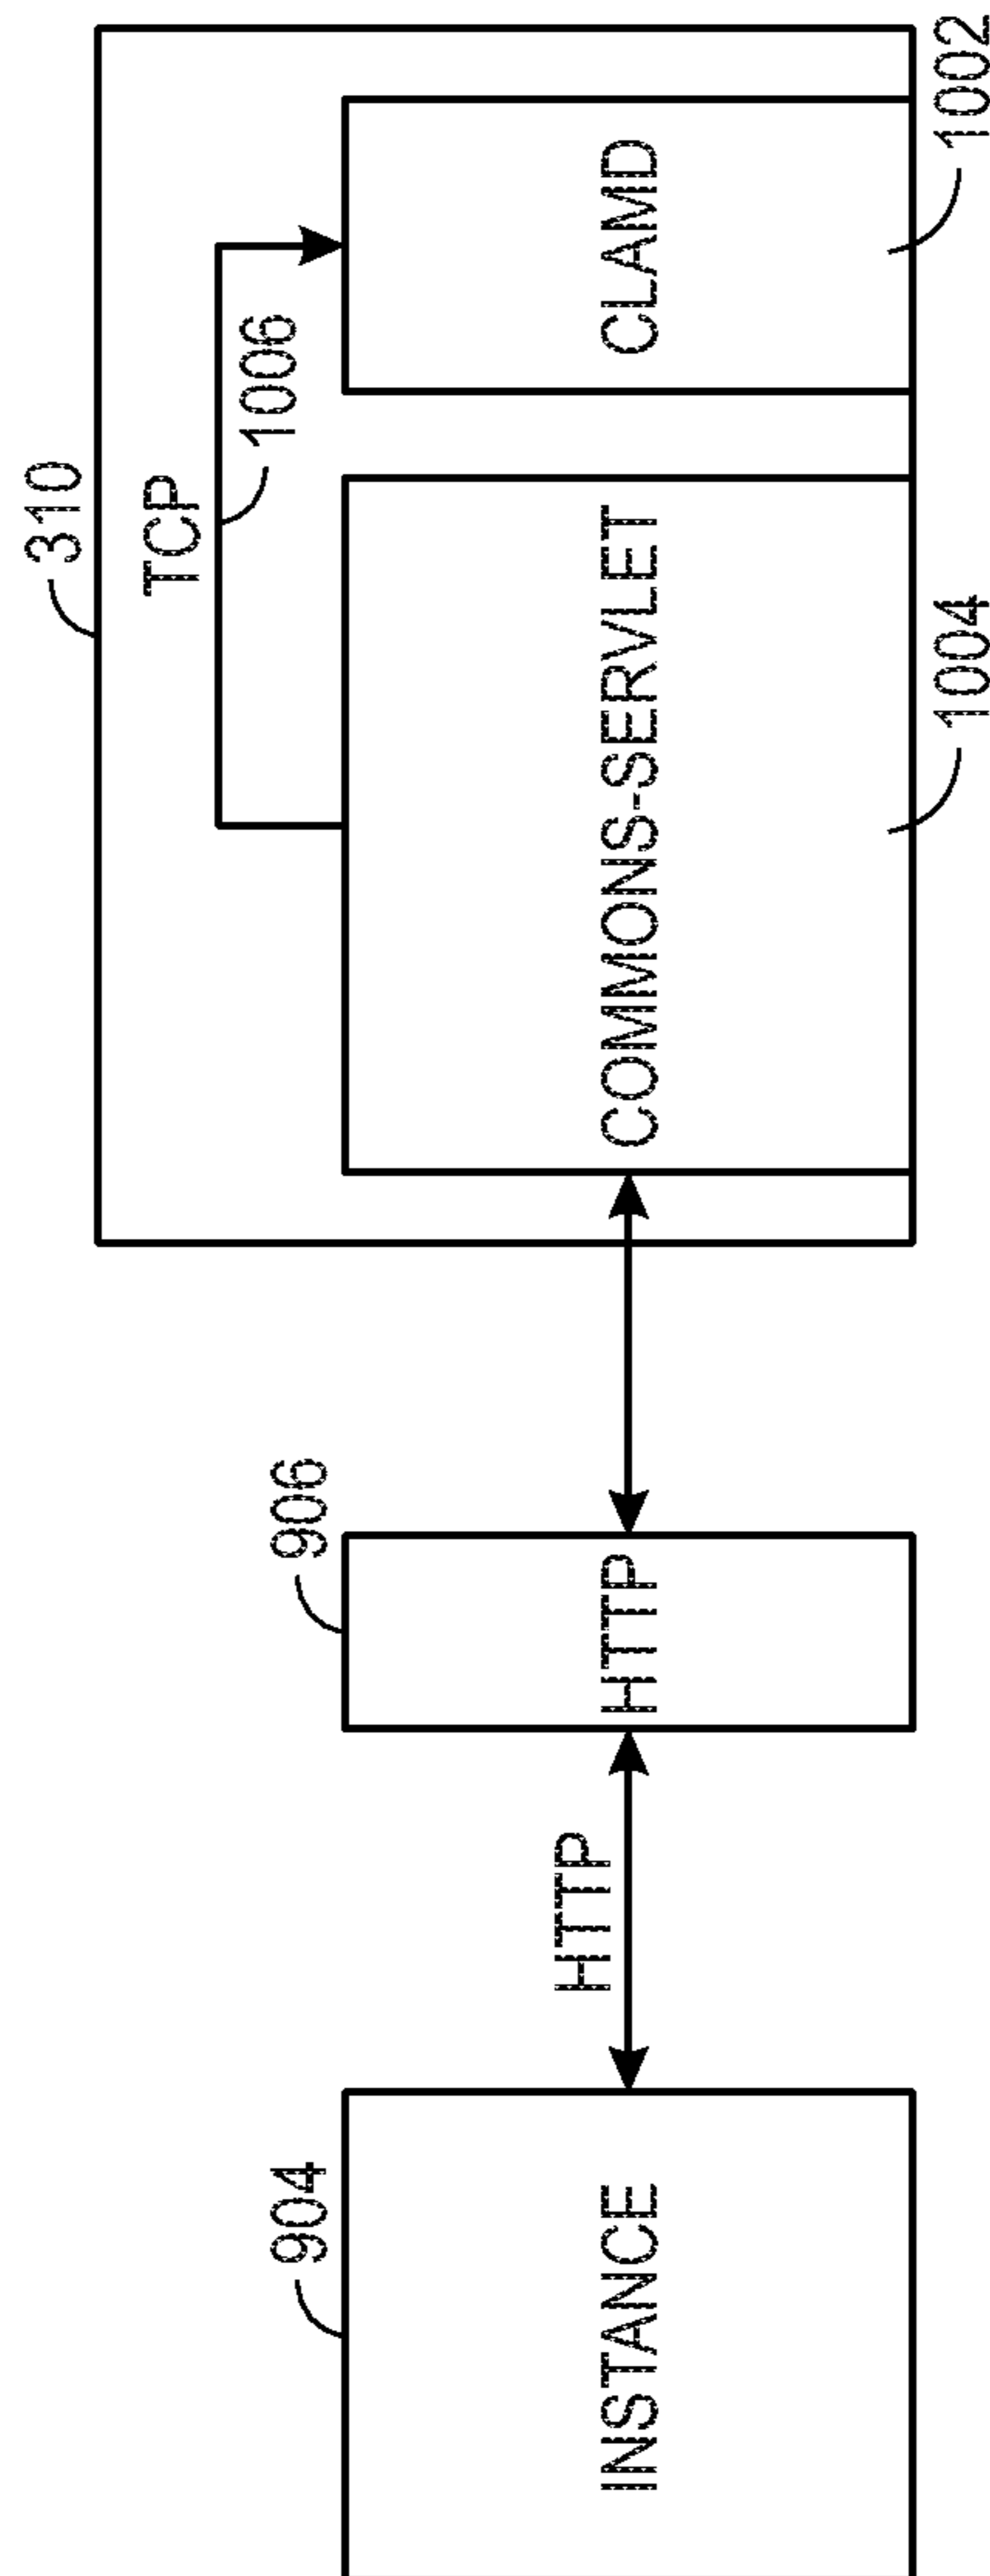 904
INSTANCE
HTTP
906
HTTP
310
TCP
1006
COMMONS-SERVLET
1004
CLAMD
1002